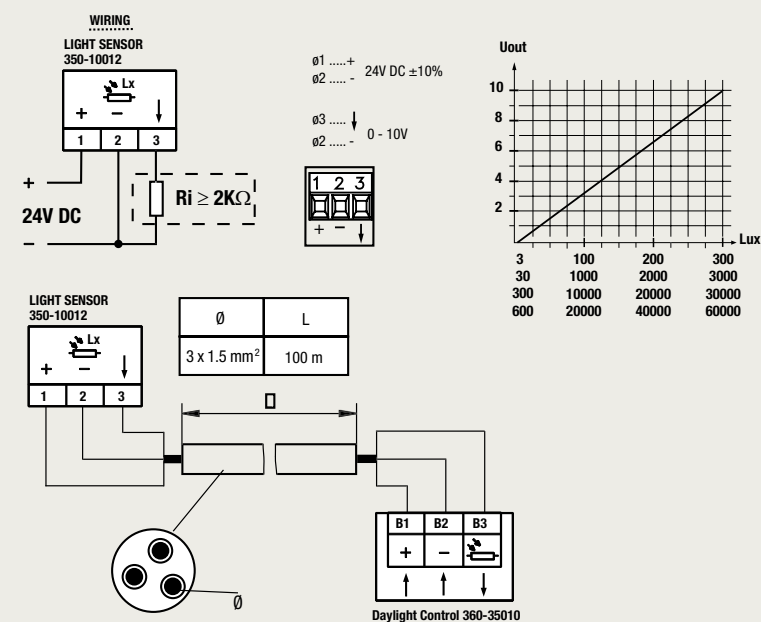 WIRING
LIGHT SENSOR
350-10012
Lx
+ −
1 2 3
+
24V DC
−
Ri ≥ 2KΩ
ø1 .....+
ø2 ..... -
24V DC ±10%
ø3 .....
ø2 ..... -
0 - 10V
1 2 3
+ −
Uout
10
8
6
4
2
Lux
3 100 200 300
30 1000 2000 3000
300 10000 20000 30000
600 20000 40000 60000
LIGHT SENSOR
350-10012
Lx
+ −
1 2 3
Ø L
3 x 1.5 mm² 100 m
Ø
B1 B2 B3
+ −
Daylight Control 360-35010